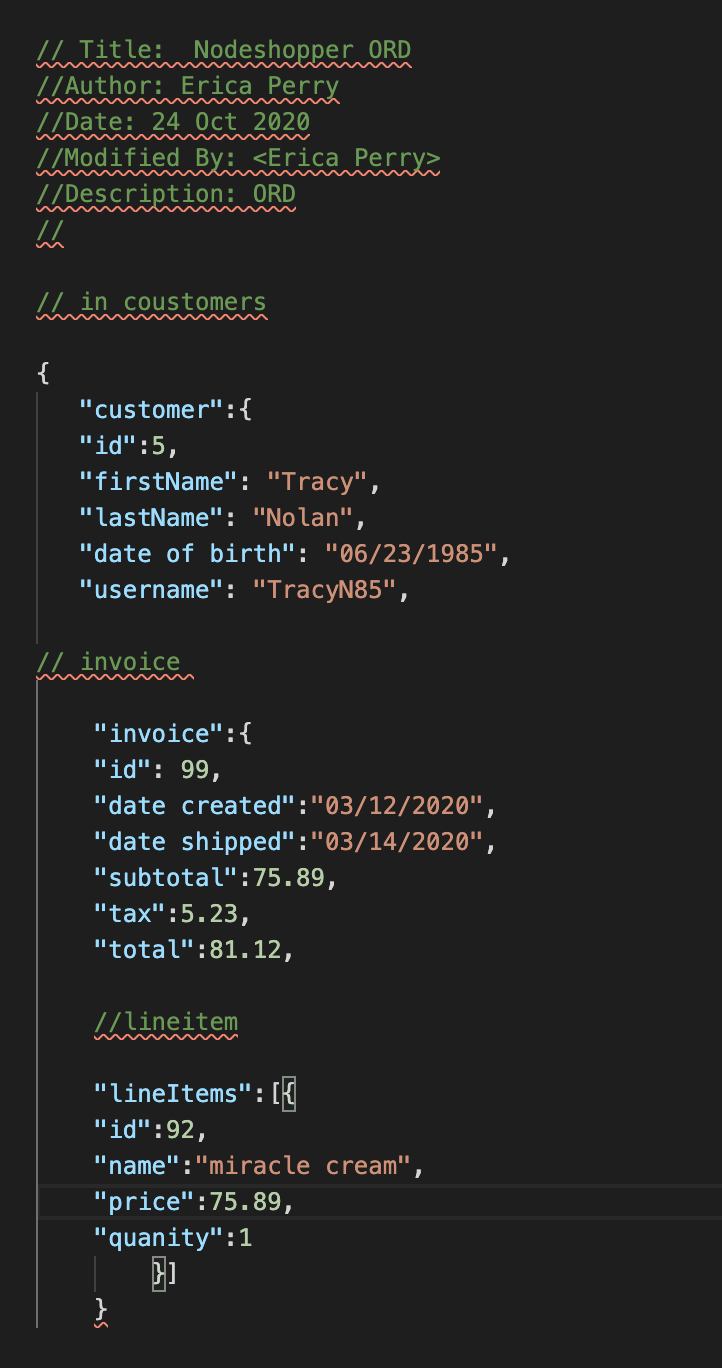 // Title:  Nodeshopper ORD
//Author: Erica Perry
//Date: 24 Oct 2020
//Modified By: <Erica Perry>
//Description: ORD
//
// in coustomers
{
"customer":{
"id":5,
"firstName": "Tracy",
"lastName": "Nolan",
"date of birth": "06/23/1985",
"username": "TracyN85",
// invoice
"invoice":{
"id": 99,
"date created":"03/12/2020",
"date shipped":"03/14/2020",
"subtotal":75.89,
"tax":5.23,
"total":81.12,
//lineitem
"lineItems":[{
"id":92,
"name":"miracle cream",
"price":75.89,
"quanity":1
}]
}